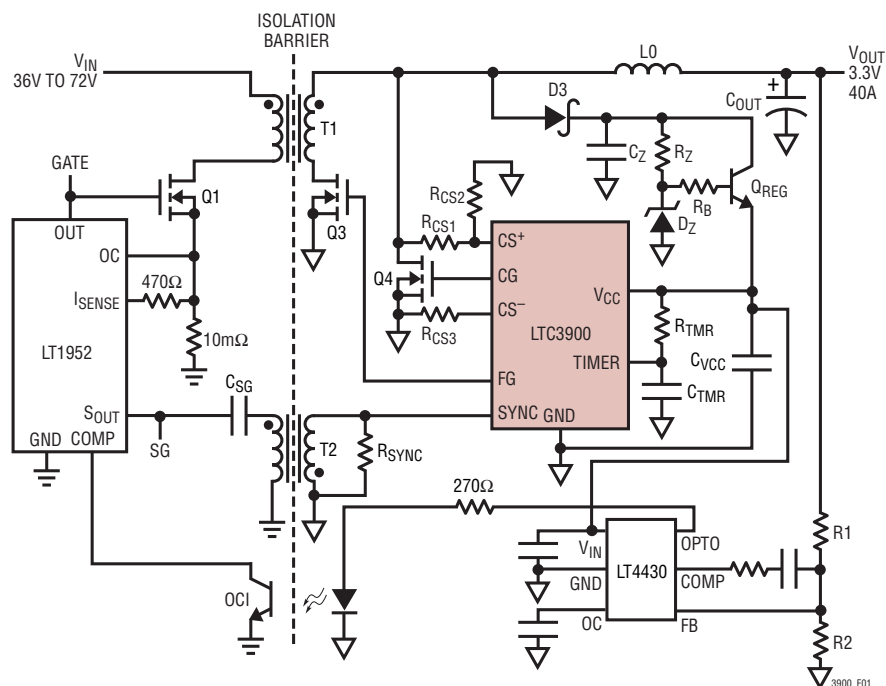 ISOLATION
BARRIER
VIN
36V TO 72V
L0
VOUT
3.3V
40A
COUT
+
D3
T1
CZ
RZ
QREG
RB
DZ
GATE
Q1
Q3
RCS2
RCS1
CS+
CG
Q4
CS−
RCS3
FG
SYNC
GND
LTC3900
VCC
TIMER
RTMR
CVCC
CTMR
OUT
OC
ISENSE
470Ω
10mΩ
LT1952
CSG
SOUT
GND
COMP
SG
T2
RSYNC
270Ω
VIN
OPTO
GND
LT4430
COMP
OC
FB
R1
R2
OCI
3900 F01